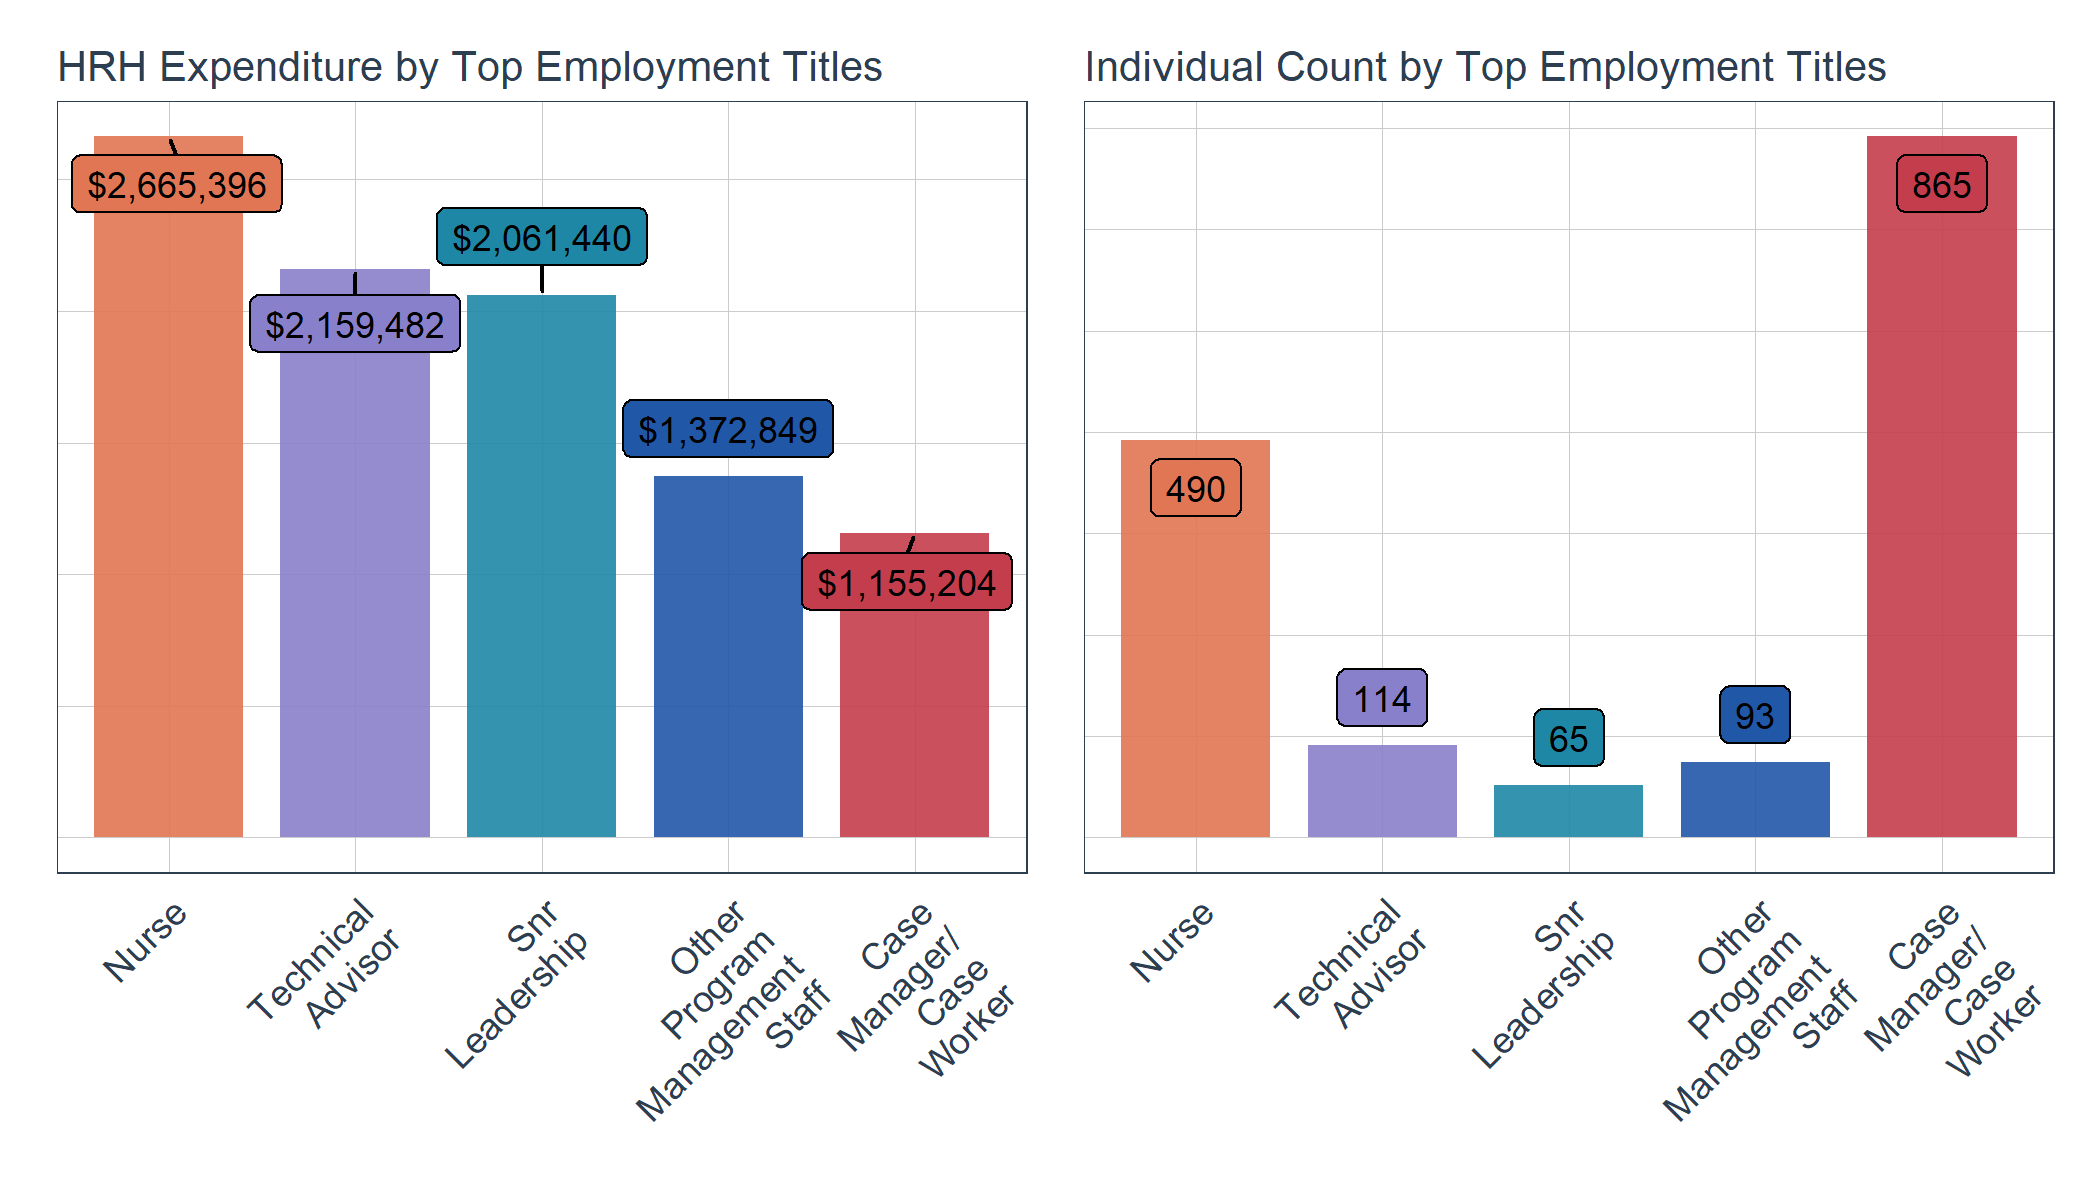 HRH Expenditure by Top Employment Titles
$2,665,396
$2,159,482
$2,061,440
$1,372,849
$1,155,204
Nurse
Technical
Advisor
Snr
Leadership
Other
Program
Management
Staff
Case
Manager/
Case
Worker
Individual Count by Top Employment Titles
490
114
65
93
865
Nurse
Technical
Advisor
Snr
Leadership
Other
Program
Management
Staff
Case
Manager/
Case
Worker